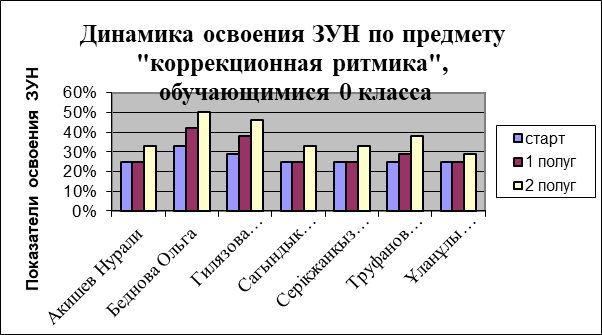 Динамика освоения ЗУН по предмету
"коррекционная ритмика",
обучающимися 0 класса
Показатели освоения ЗУН
60%
50%
40%
30%
20%
10%
0%
Акишев Нурали
Беднова Ольга
Гилязова...
Сагындык...
Серікжанкыз...
Труфанов...
Ұланұлы...
старт
1 полуг
2 полуг